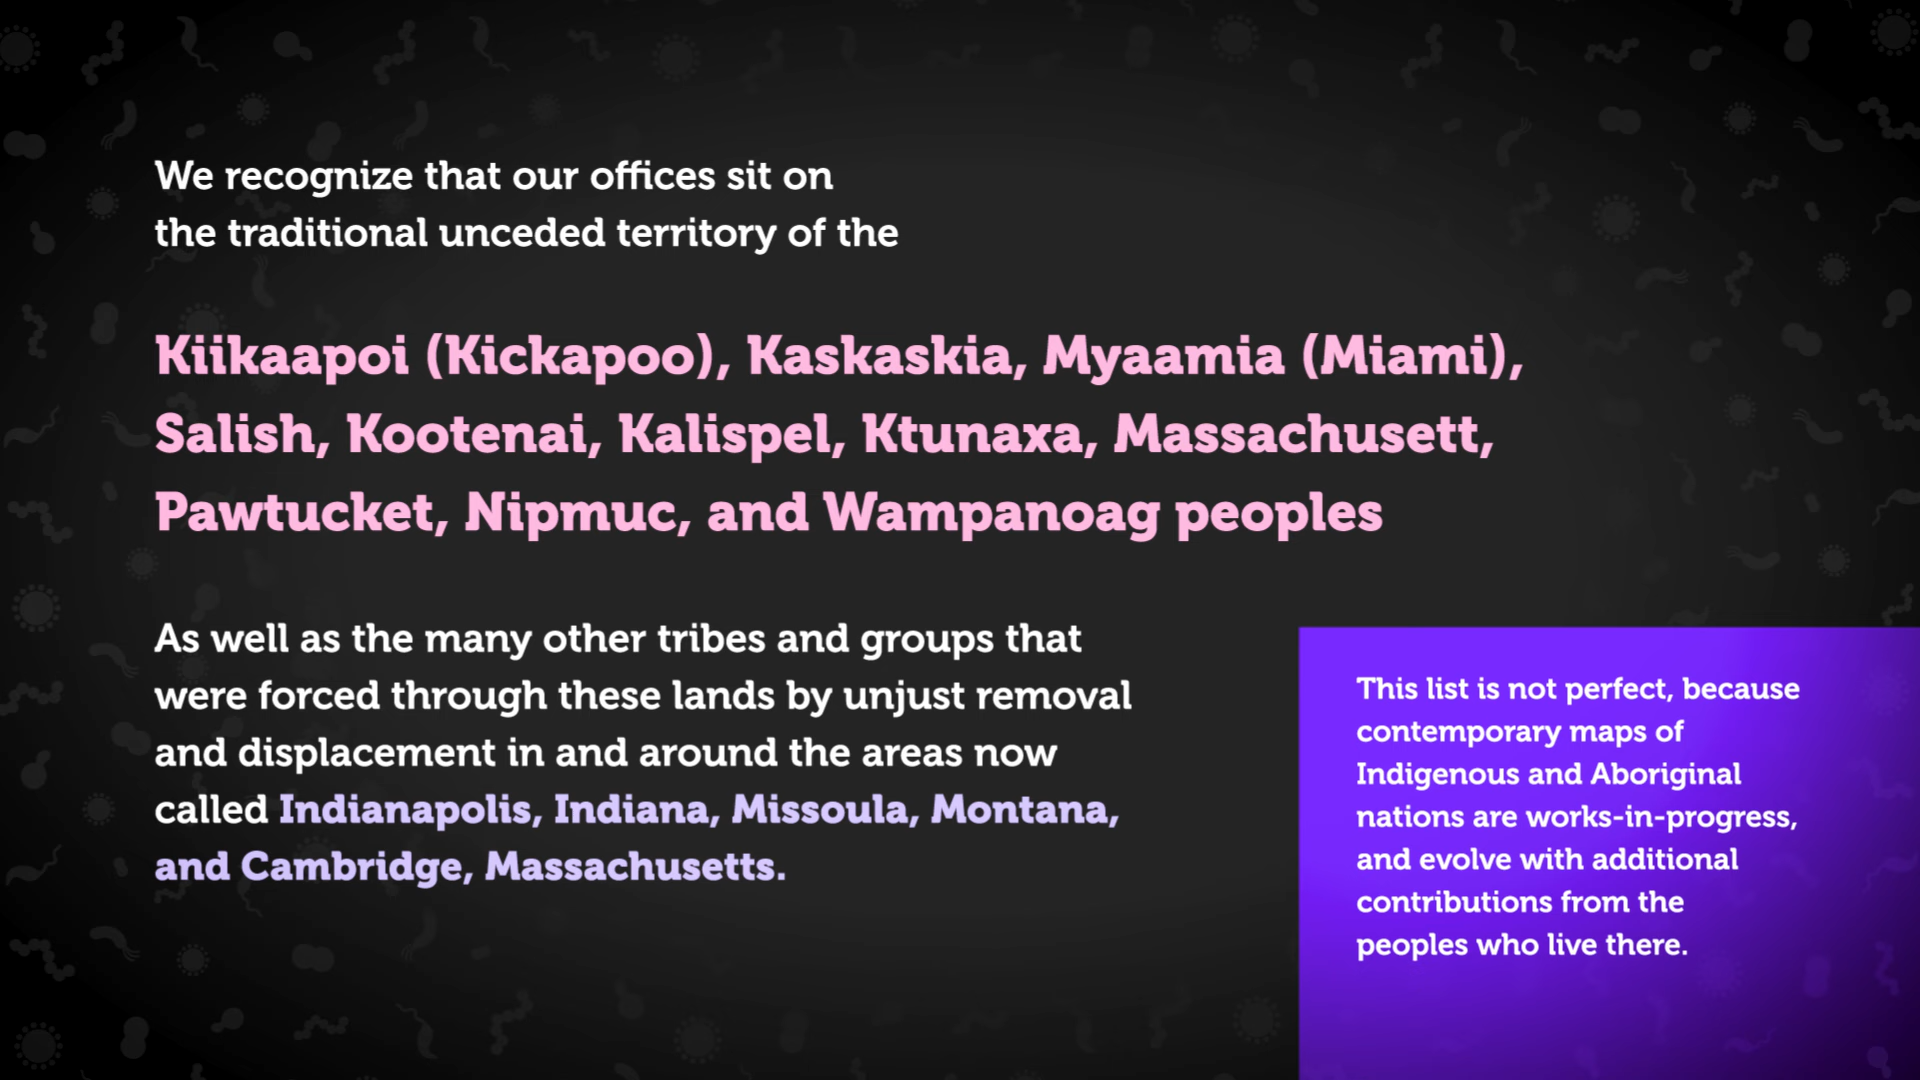 We recognize that our offices sit on
the traditional unceded territory of the
Kiikaapoi (Kickapoo), Kaskaskia, Myaamia (Miami),
Salish, Kootenai, Kalispel, Ktunaxa, Massachusett,
Pawtucket, Nipmuc, and Wampanoag peoples
As well as the many other tribes and groups that
were forced through these lands by unjust removal
and displacement in and around the areas now
called Indianapolis, Indiana, Missoula, Montana,
and Cambridge, Massachusetts.
This list is not perfect, because
contemporary maps of
Indigenous and Aboriginal
nations are works-in-progress,
and evolve with additional
contributions from the
peoples who live there.